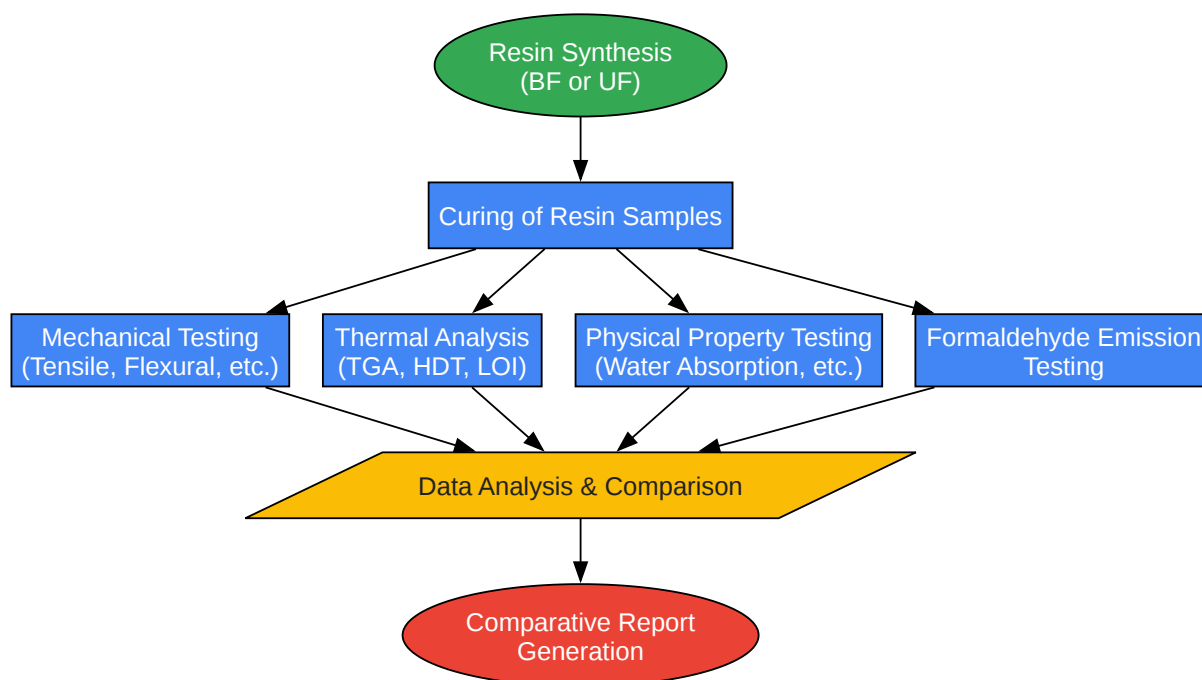 Resin Synthesis
(BF or UF)
Curing of Resin Samples
Mechanical Testing
(Tensile, Flexural, etc.)
Thermal Analysis
(TGA, HDT, LOI)
Physical Property Testing
(Water Absorption, etc.)
Formaldehyde Emission
Testing
Data Analysis & Comparison
Comparative Report
Generation